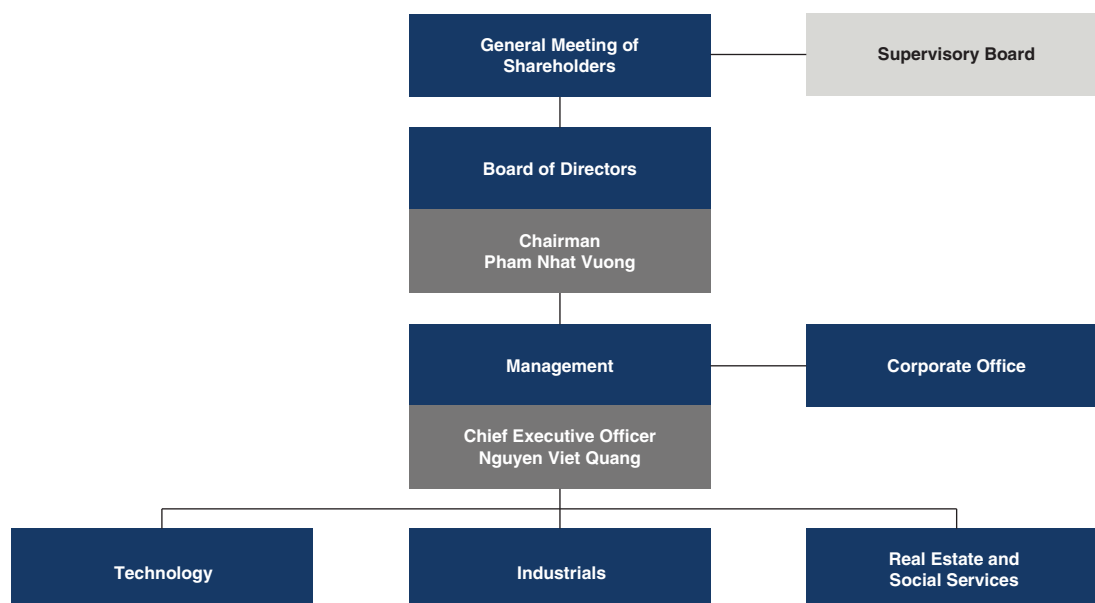 General Meeting of
Shareholders
Supervisory Board
Board of Directors
Chairman
Pham Nhat Vuong
Management
Corporate Office
Chief Executive Officer
Nguyen Viet Quang
Technology
Industrials
Real Estate and
Social Services